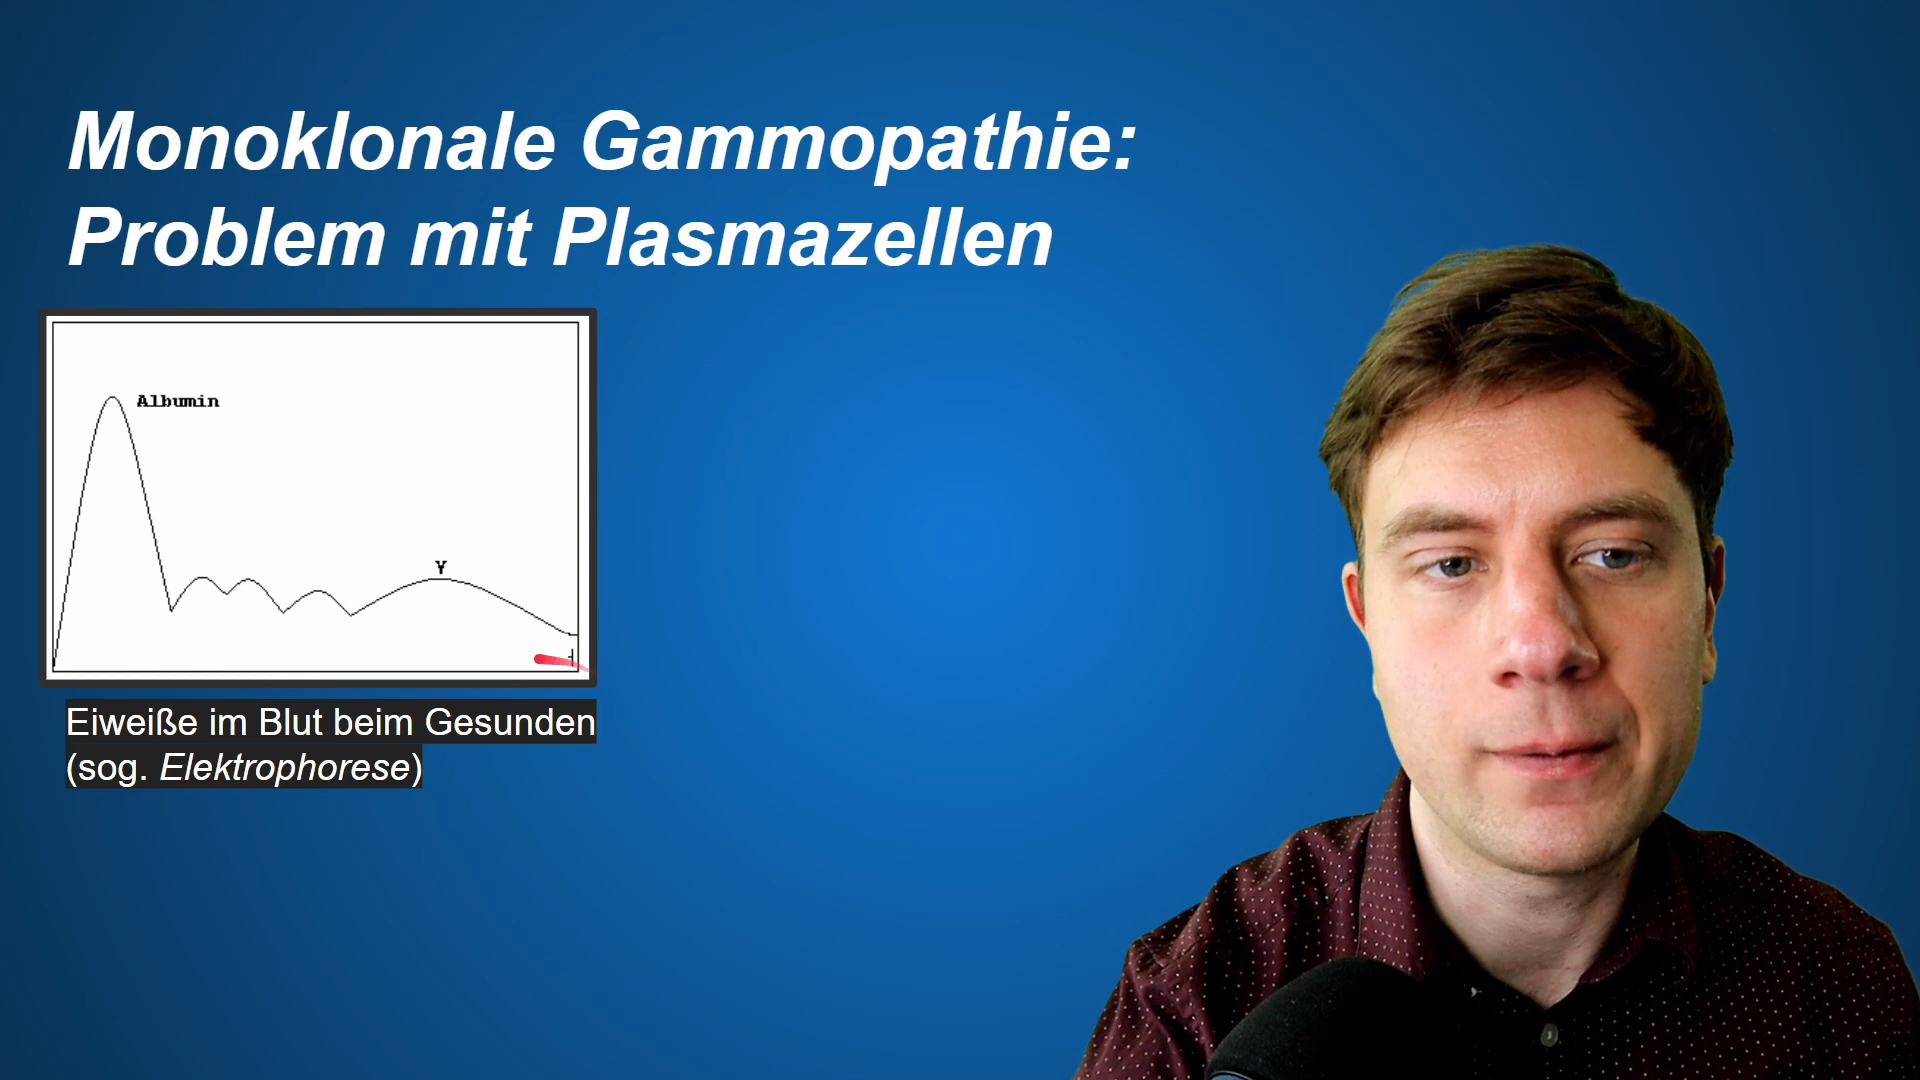 Monoklonale Gammopathie:
Problem mit Plasmazellen
Albumin
γ
Eiweiße im Blut beim Gesunden
(sog. Elektrophorese)